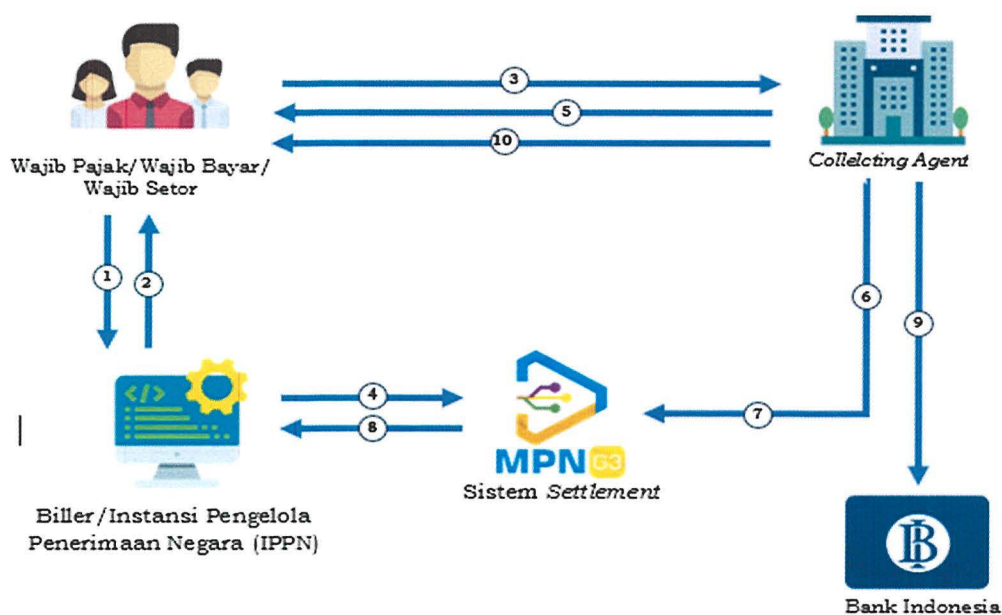 3
5
10
Wajib Pajak/Wajib Bayar/
Wajib Setor
Collelcting Agent
1
2
6
9
</>
4
7
8
MPN G3
Sistem Settlement
Biller/Instansi Pengelola
Penerimaan Negara (IPPN)
B
Bank Indonesia